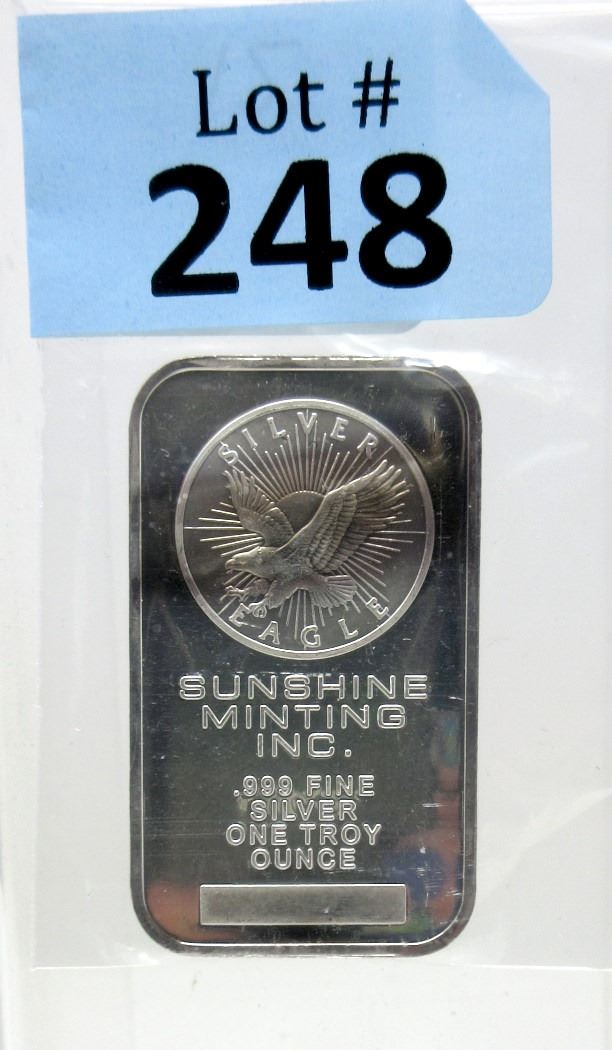 Lot #
248
SILVER
EAGLE
SUNSHINE
MINTING
INC.
.999 FINE
SILVER
ONE TROY
OUNCE